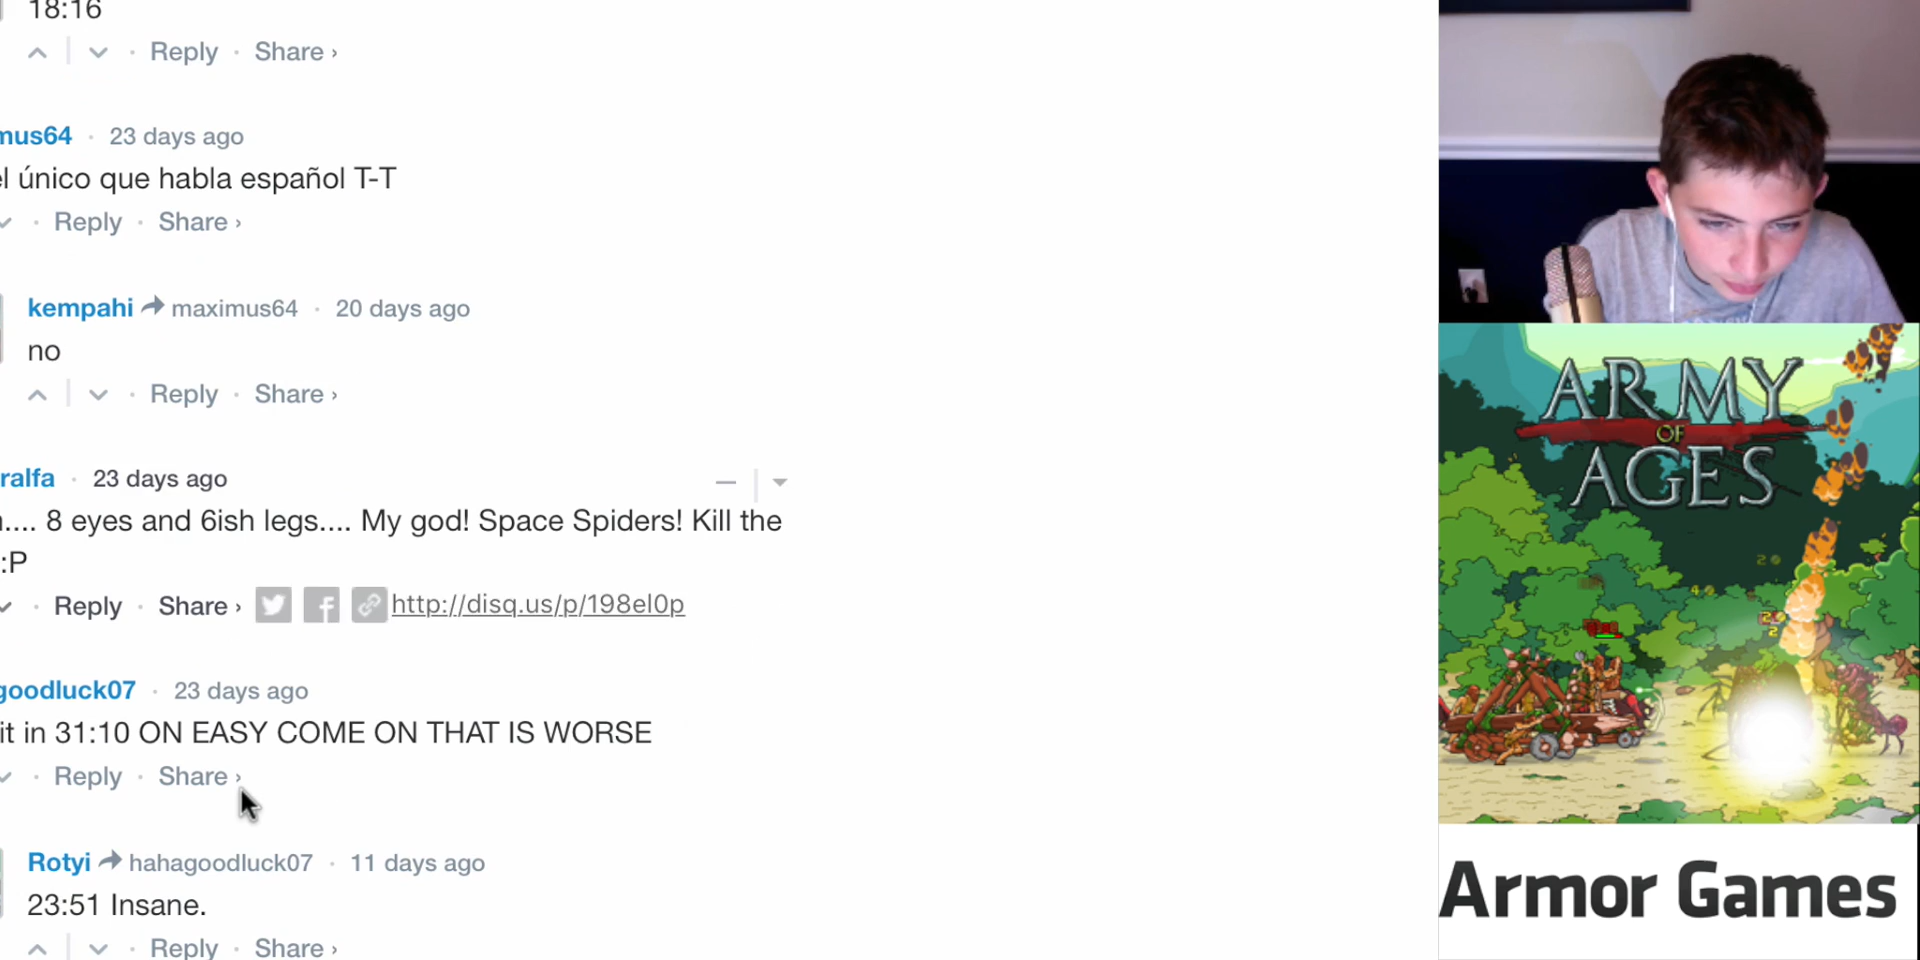 18:16
Reply · Share ›
mus64 · 23 days ago
el único que habla español T-T
Reply · Share ›
kempahi maximus64 · 20 days ago
no
Reply · Share ›
ralfa · 23 days ago
.... 8 eyes and 6ish legs.... My god! Space Spiders! Kill the
:P
Reply · Share › http://disq.us/p/198el0p
goodluck07 · 23 days ago
it in 31:10 ON EASY COME ON THAT IS WORSE
Reply · Share ›
Rotyi hahagoodluck07 · 11 days ago
23:51 Insane.
Reply · Share ›
ARMY
OF
AGES
Armor Games